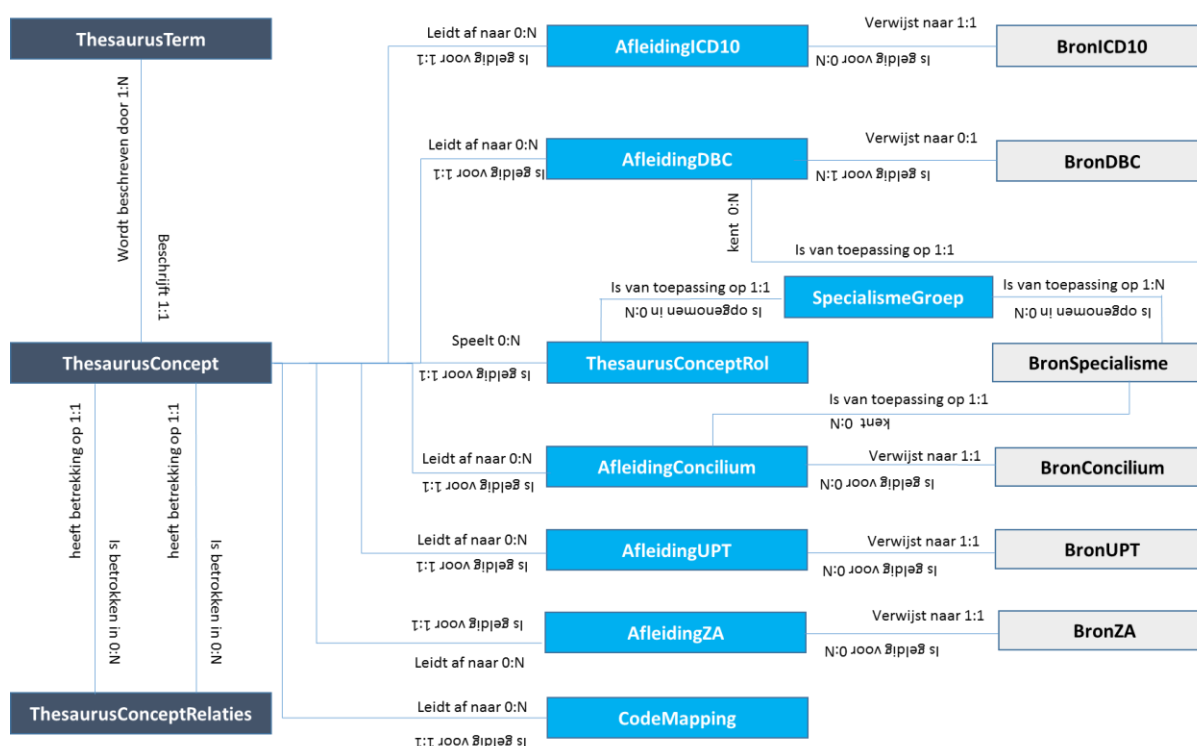 ThesaurusTerm
Leidt af naar 0:N
Is geldig voor 1:1
AfleidingICD10
Verwijst naar 1:1
Is geldig voor 0:N
BronICD10
Wordt beschreven door 1:N
Beschrijft 1:1
Leidt af naar 0:N
Is geldig voor 1:1
AfleidingDBC
Verwijst naar 0:1
Is geldig voor 1:N
BronDBC
kent 0:N
Is van toepassing op 1:1
Is van toepassing op 1:1
Is opgenomen in 0:N
SpecialismeGroep
Is van toepassing op 1:N
Is opgenomen in 0:N
ThesaurusConcept
Speelt 0:N
Is geldig voor 1:1
ThesaurusConceptRol
BronSpecialisme
Is van toepassing op 1:1
kent 0:N
heeft betrekking op 1:1
Is betrokken in 0:N
heeft betrekking op 1:1
Is betrokken in 0:N
Leidt af naar 0:N
Is geldig voor 1:1
AfleidingConcilium
Verwijst naar 1:1
Is geldig voor 0:N
BronConcilium
Leidt af naar 0:N
Is geldig voor 1:1
AfleidingUPT
Verwijst naar 1:1
Is geldig voor 0:N
BronUPT
Is geldig voor 1:1
Leidt af naar 0:N
AfleidingZA
Verwijst naar 1:1
Is geldig voor 0:N
BronZA
ThesaurusConceptRelaties
Leidt af naar 0:N
Is geldig voor 1:1
CodeMapping